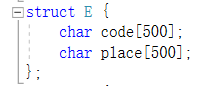 struct E {
    char code[500];
    char place[500];
};